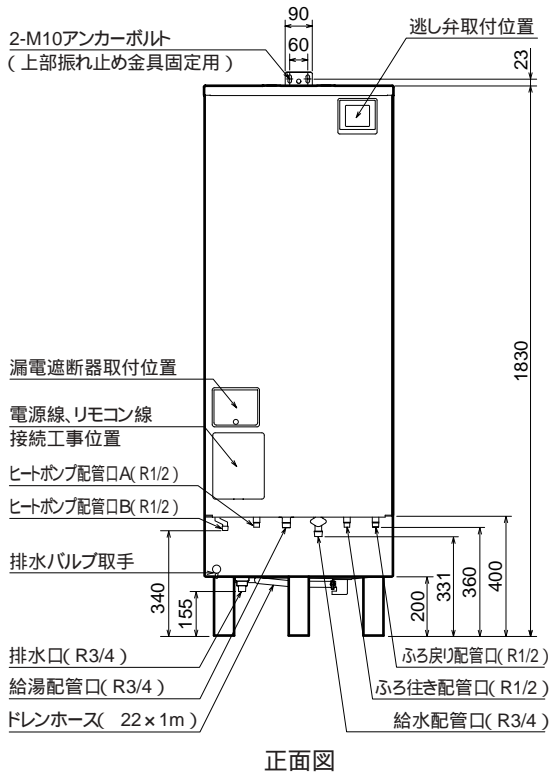 90
60
2-M10アンカーボルト
(上部振れ止め金具固定用)
逃し弁取付位置
23
1830
漏電遮断器取付位置
電源線、リモコン線
接続工事位置
ヒートポンプ配管口A(R1/2)
ヒートポンプ配管口B(R1/2)
排水バルブ取手
340
155
200
331
360
400
排水口(R3/4)
給湯配管口(R3/4)
ドレンホース( 22×1m)
ふろ戻り配管口(R1/2)
ふろ往き配管口(R1/2)
給水配管口(R3/4)
正面図